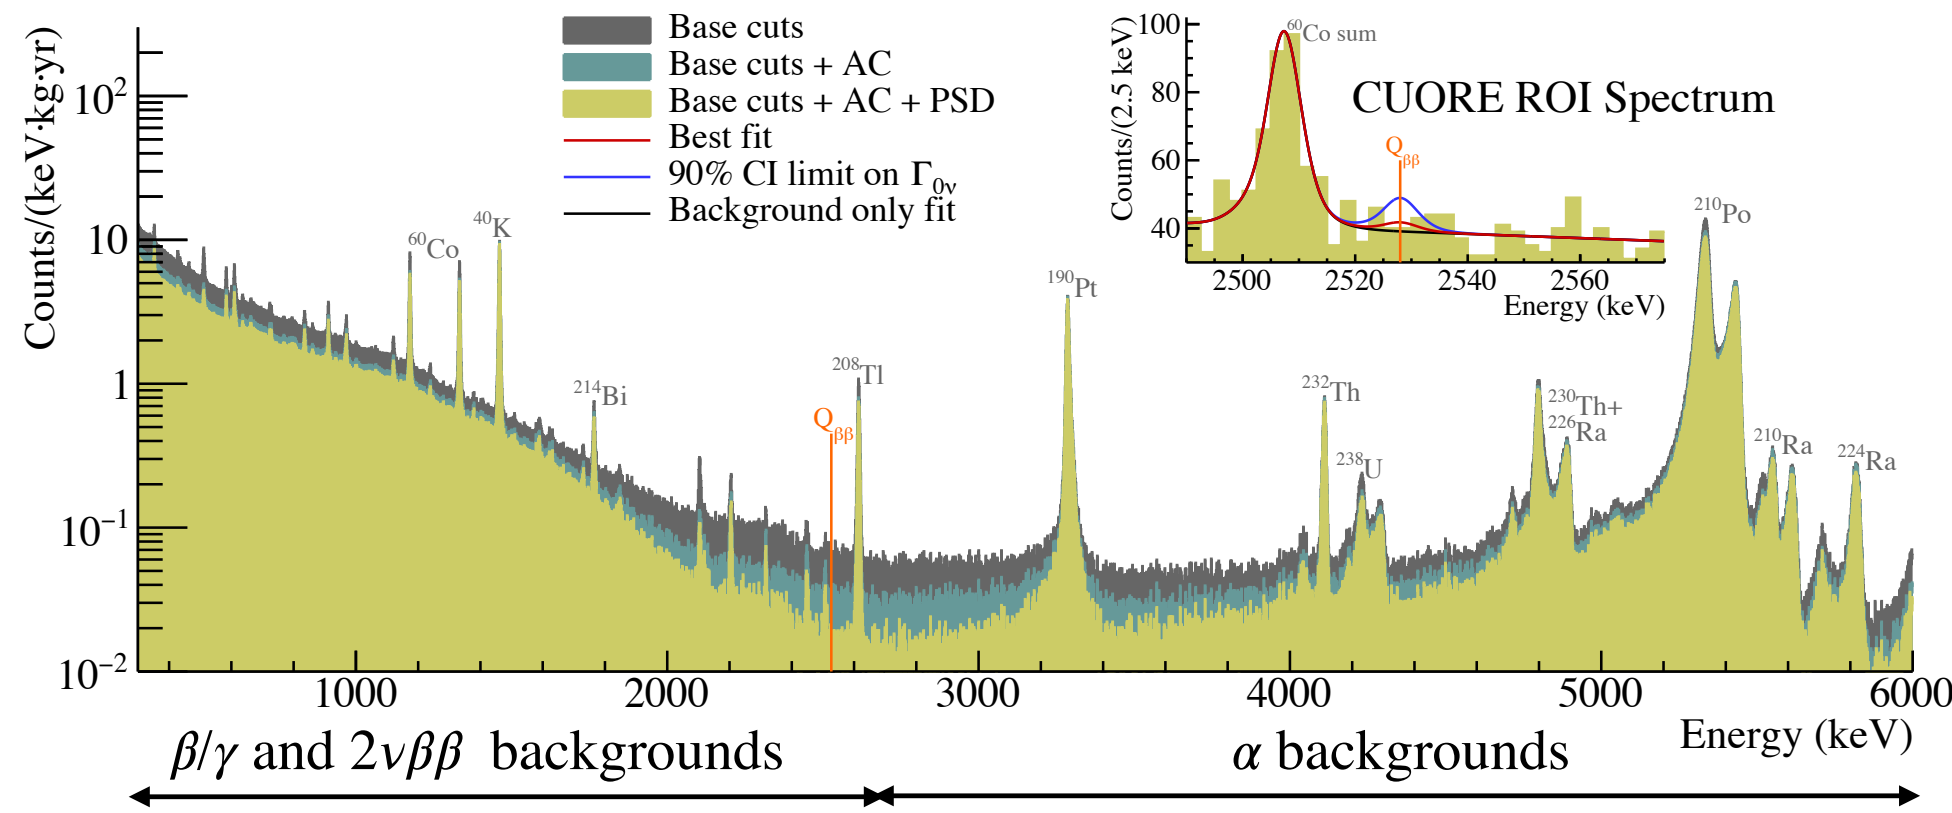 Base cuts
Base cuts + AC
Base cuts + AC + PSD
Best fit
90% CI limit on Γ0ν
Background only fit
CUORE ROI Spectrum
Counts/(2.5 keV)
100
80
60
40
60Co sum
Qββ
2500 2520 2540 2560
Energy (keV)
Counts/(keV·kg·yr)
10²
10
1
10⁻¹
10⁻²
60Co
40K
214Bi
Qββ
208Tl
190Pt
232Th
238U
230Th+
226Ra
210Po
210Ra
224Ra
1000 2000 3000 4000 5000 6000
Energy (keV)
β/γ and 2νββ backgrounds
α backgrounds